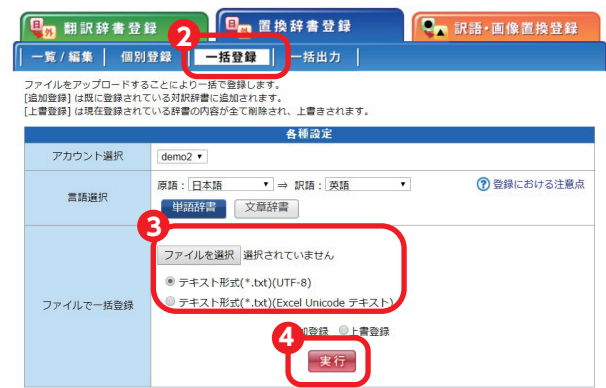 翻訳辞書登録 置換辞書登録 訳語・画像置換登録
2
一覧/編集 個別登録 一括登録 一括出力
ファイルをアップロードすることにより一括で登録します。
[追加登録] は既に登録されている対訳辞書に追加されます。
[上書登録] は現在登録されている辞書の内容が全て削除され、上書きされます。
各種設定
アカウント選択 demo2
言語選択 原語: 日本語 ⇒ 訳語: 英語 ? 登録における注意点
単語辞書 文章辞書
3
ファイルで一括登録 ファイルを選択 選択されていません
テキスト形式(*.txt)(UTF-8)
テキスト形式(*.txt)(Excel Unicode テキスト)
加登録 上書登録
4
実行